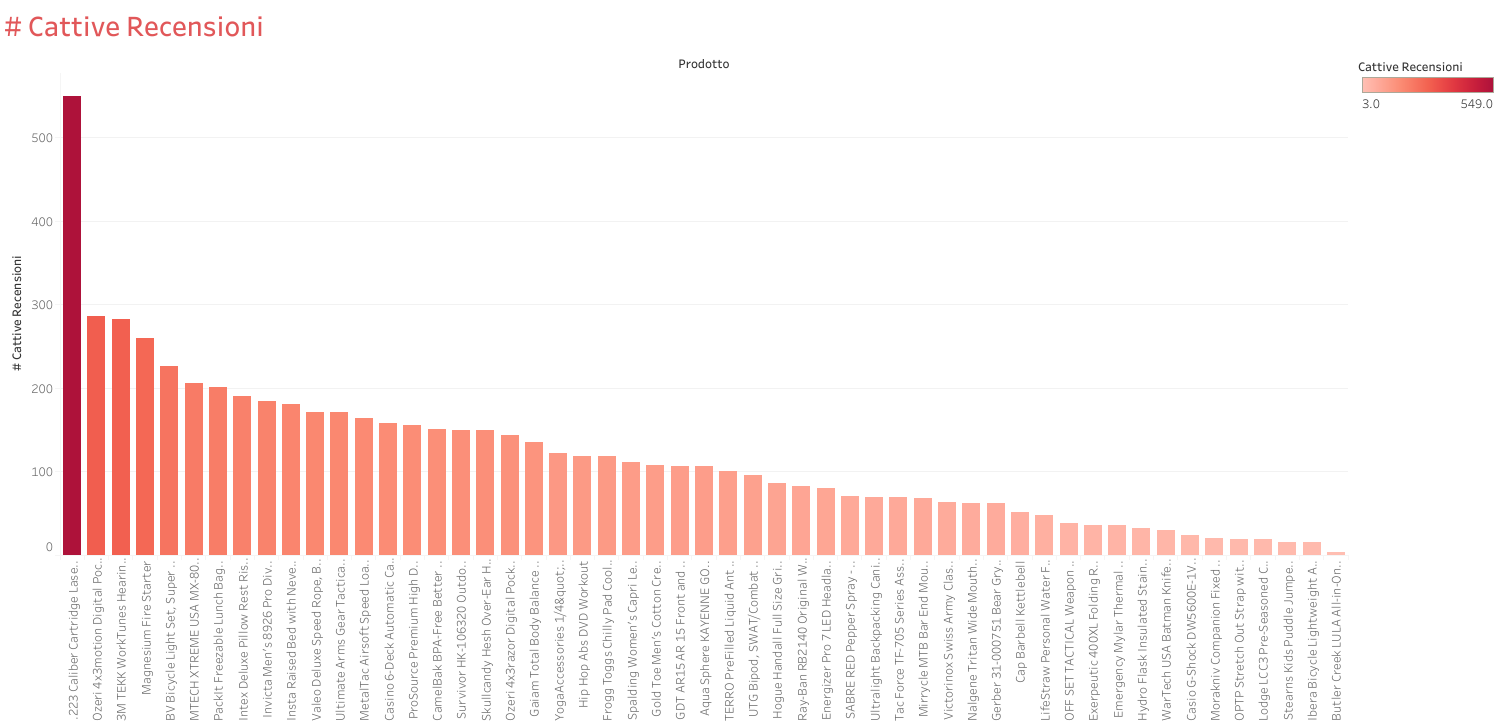 # Cattive Recensioni
Prodotto
Cattive Recensioni
3.0 549.0
# Cattive Recensioni
500
400
300
200
100
0
.223 Caliber Cartridge Lase..
Ozeri 4x3motion Digital Poc..
3M TEKK WorkTunes Hearin..
Magnesium Fire Starter
BV Bicycle Light Set, Super ..
MTECH XTREME USA MX-80..
PackIt Freezable Lunch Bag..
Intex Deluxe Pillow Rest Ris..
Invicta Men's 8926 Pro Div..
Insta Raised Bed with Neve..
Valeo Deluxe Speed Rope, B..
Ultimate Arms Gear Tactica..
MetalTac Airsoft Speed Loa..
Casino 6-Deck Automatic Ca..
ProSource Premium High D..
CamelBak BPA-Free Better ..
Survivor HK-106320 Outdo..
Skullcandy Hesh Over-Ear H..
Ozeri 4x3razor Digital Pock..
Gaiam Total Body Balance ..
YogaAccessories 1/4&quot;..
Hip Hop Abs DVD Workout
Frogg Toggs Chilly Pad Cool..
Spalding Women's Capri Le..
Gold Toe Men's Cotton Cre..
GDT AR15 AR 15 Front and ..
Aqua Sphere KAYENNE GO..
TERRO PreFilled Liquid Ant ..
UTG Bipod, SWAT/Combat ..
Hogue Handall Full Size Gri..
Ray-Ban RB2140 Original W..
Energizer Pro 7 LED Headla..
SABRE RED Pepper Spray - ..
Ultralight Backpacking Cani..
Tac Force TF-705 Series Ass..
Mirrycle MTB Bar End Mou..
Victorinox Swiss Army Clas..
Nalgene Tritan Wide Mouth..
Gerber 31-000751 Bear Gry..
Cap Barbell Kettlebell
LifeStraw Personal Water F..
OFF SET TACTICAL Weapon ..
Exerpeutic 400XL Folding R..
Emergency Mylar Thermal ..
Hydro Flask Insulated Stain..
WarTech USA Batman Knife..
Casio G-Shock DW5600E-1V..
Morakniv Companion Fixed ..
OPTP Stretch Out Strap wit..
Lodge LCC3 Pre-Seasoned C..
Stearns Kids Puddle Jumpe..
Ibera Bicycle Lightweight A..
Butler Creek LULA All-in-On..